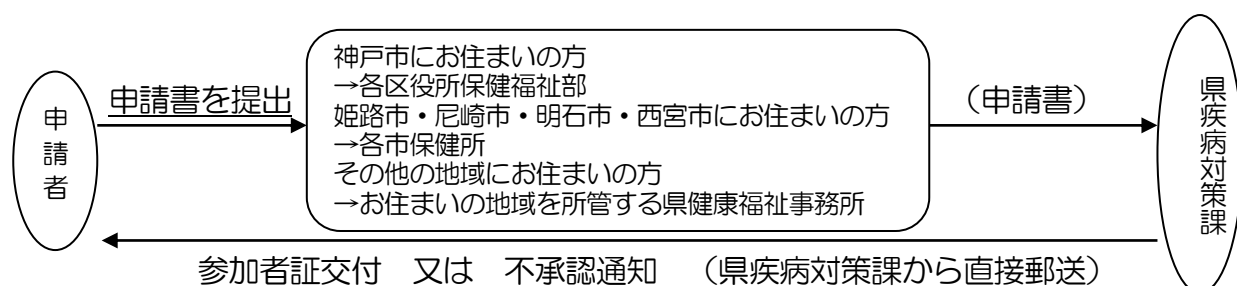 申請者
申請書を提出
神戸市にお住まいの方
→各区役所保健福祉部
姫路市・尼崎市・明石市・西宮市にお住まいの方
→各市保健所
その他の地域にお住まいの方
→お住まいの地域を所管する県健康福祉事務所
（申請書）
県疾病対策課
参加者証交付　又は　不承認通知　（県疾病対策課から直接郵送）